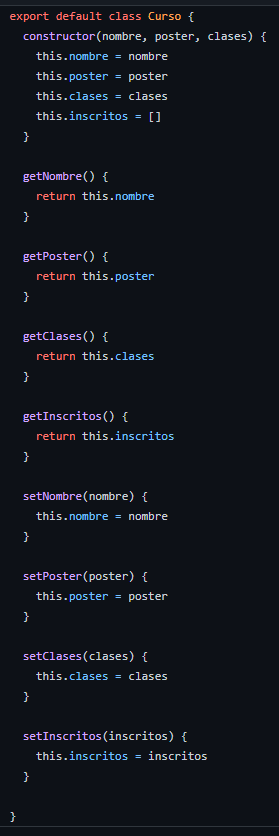 export default class Curso {
  constructor(nombre, poster, clases) {
    this.nombre = nombre
    this.poster = poster
    this.clases = clases
    this.inscritos = []
  }

  getNombre() {
    return this.nombre
  }

  getPoster() {
    return this.poster
  }

  getClases() {
    return this.clases
  }

  getInscritos() {
    return this.inscritos
  }

  setNombre(nombre) {
    this.nombre = nombre
  }

  setPoster(poster) {
    this.poster = poster
  }

  setClases(clases) {
    this.clases = clases
  }

  setInscritos(inscritos) {
    this.inscritos = inscritos
  }

}